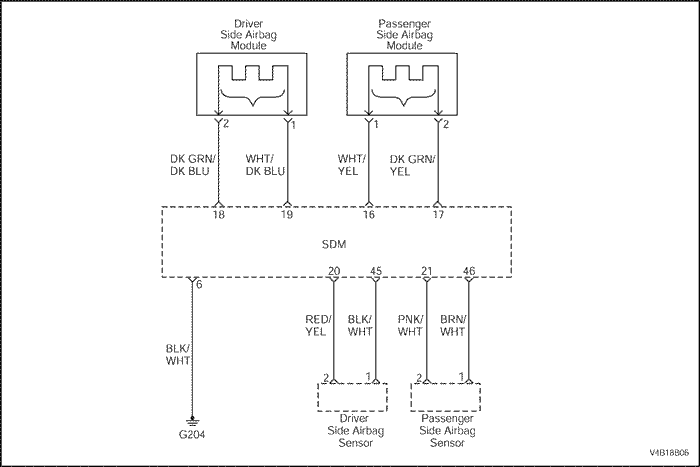 Driver
Side Airbag
Module
Passenger
Side Airbag
Module
2
1
1
2
DK GRN/
DK BLU
WHT/
DK BLU
WHT/
YEL
DK GRN/
YEL
18
19
16
17
SDM
6
20
45
21
46
RED/
YEL
BLK/
WHT
PNK/
WHT
BRN/
WHT
BLK/
WHT
2
1
2
1
G204
Driver
Side Airbag
Sensor
Passenger
Side Airbag
Sensor
V4B18B06